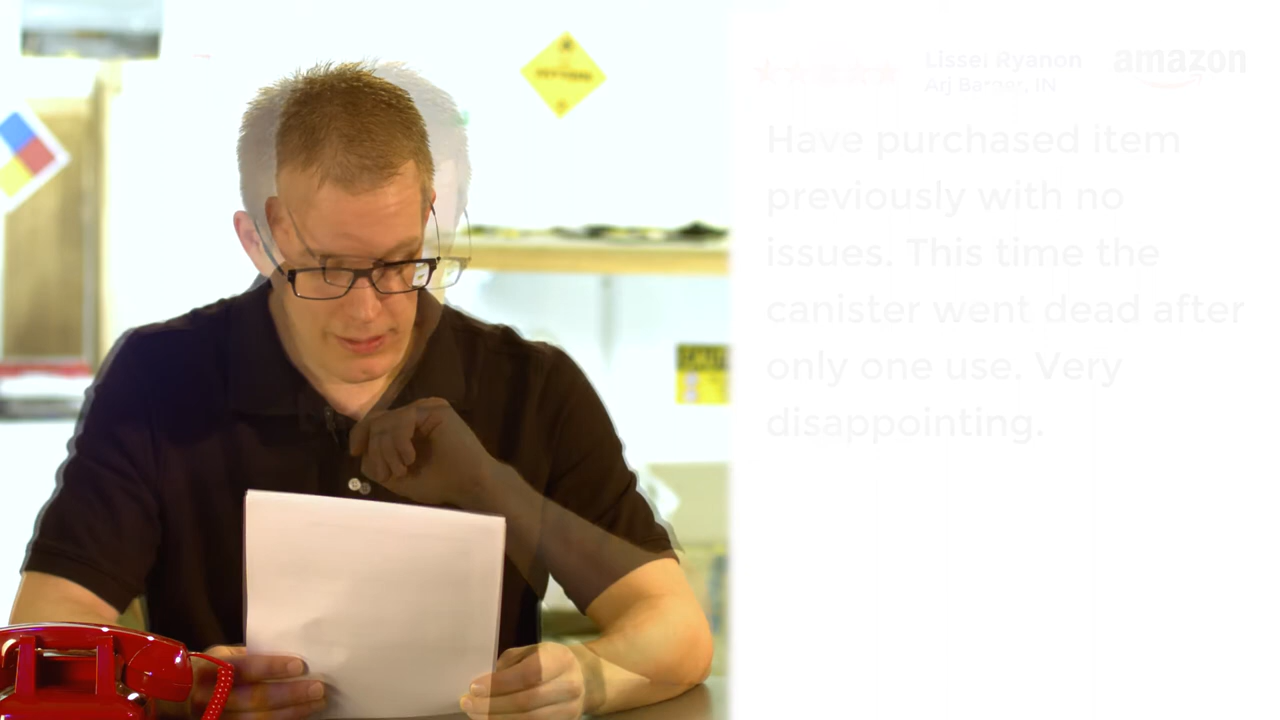 Lissel Ryanon
amazon
Have purchased item
previously with no
issues. This time the
canister went dead after
only one use. Very
disappointing.